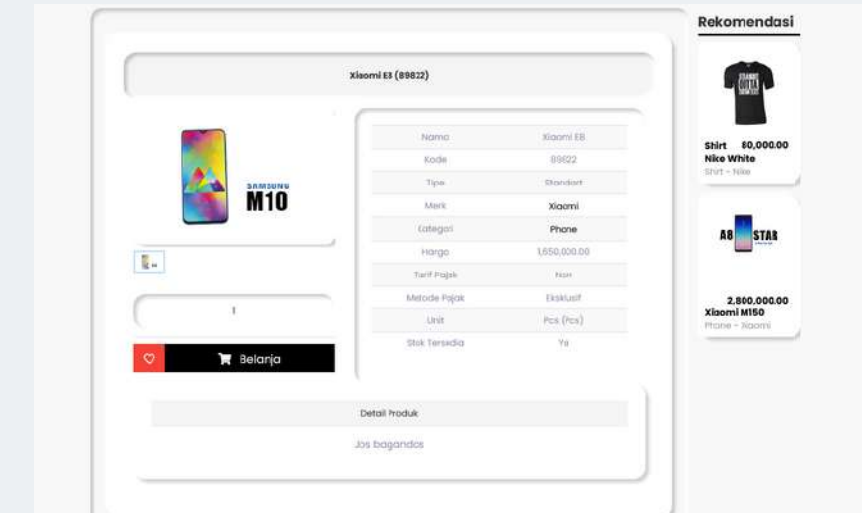 Rekomendasi
Xiaomi E8 (89822)
SAMSUNG
M10
1
Belanja
Nama Xiaomi E8
Kode 89822
Tipe Standart
Merk Xiaomi
Kategori Phone
Harga 1,650,000.00
Tarif Pajak Non
Metode Pajak Eksklusif
Unit Pcs (Pcs)
Stok Tersedia Ya
Detail Produk
Jos bagandos
Shirt 80,000.00
Nike White
Shirt - Nike
A8 STAR
2,800,000.00
Xiaomi M150
Phone - Xiaomi